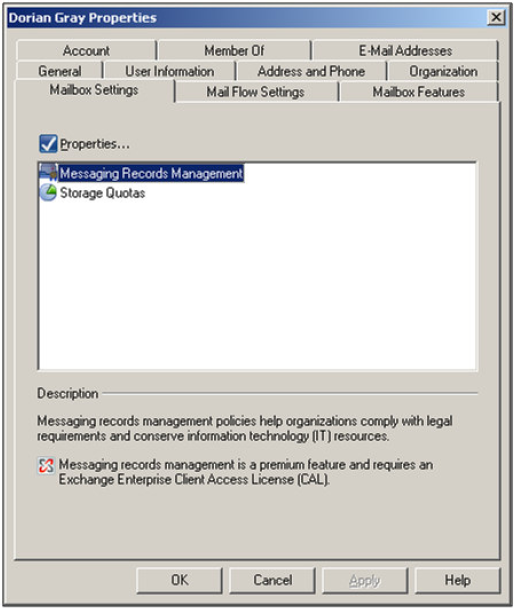 Dorian Gray Properties
Account
Member Of
E-Mail Addresses
General
User Information
Address and Phone
Organization
Mailbox Settings
Mail Flow Settings
Mailbox Features
Properties...
Messaging Records Management
Storage Quotas
Description
Messaging records management policies help organizations comply with legal
requirements and conserve information technology (IT) resources.
Messaging records management is a premium feature and requires an
Exchange Enterprise Client Access License (CAL).
OK
Cancel
Apply
Help